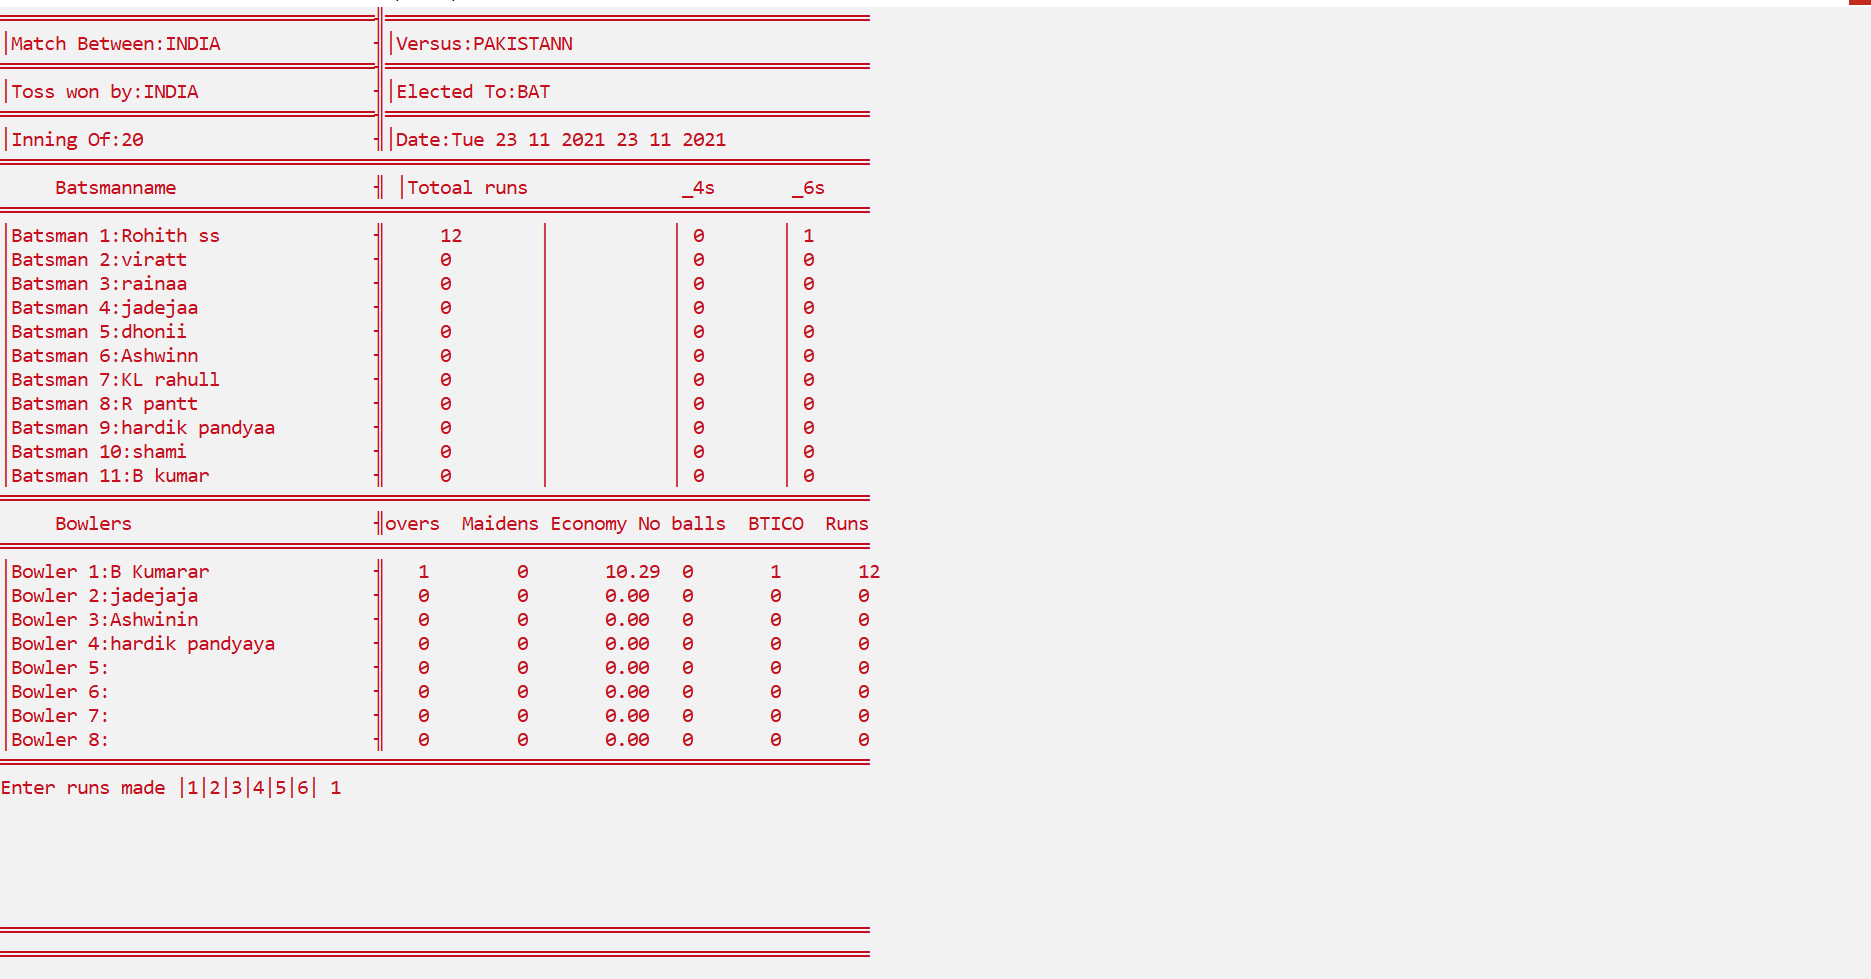 Match Between:INDIA |Versus:PAKISTANN
Toss won by:INDIA |Elected To:BAT
Inning Of:20 |Date:Tue 23 11 2021 23 11 2021
Batsmanname |Totoal runs _4s _6s
|Batsman 1:Rohith ss 12 | | 0 | 1
|Batsman 2:viratt 0 | | 0 | 0
|Batsman 3:rainaa 0 | | 0 | 0
|Batsman 4:jadejaa 0 | | 0 | 0
|Batsman 5:dhonii 0 | | 0 | 0
|Batsman 6:Ashwinn 0 | | 0 | 0
|Batsman 7:KL rahull 0 | | 0 | 0
|Batsman 8:R pantt 0 | | 0 | 0
|Batsman 9:hardik pandyaa 0 | | 0 | 0
|Batsman 10:shami 0 | | 0 | 0
|Batsman 11:B kumar 0 | | 0 | 0
Bowlers overs Maidens Economy No balls BTICO Runs
|Bowler 1:B Kumarar 1 0 10.29 0 1 12
|Bowler 2:jadejaja 0 0 0.00 0 0 0
|Bowler 3:Ashwinin 0 0 0.00 0 0 0
|Bowler 4:hardik pandyaya 0 0 0.00 0 0 0
|Bowler 5: 0 0 0.00 0 0 0
|Bowler 6: 0 0 0.00 0 0 0
|Bowler 7: 0 0 0.00 0 0 0
|Bowler 8: 0 0 0.00 0 0 0
Enter runs made |1|2|3|4|5|6| 1